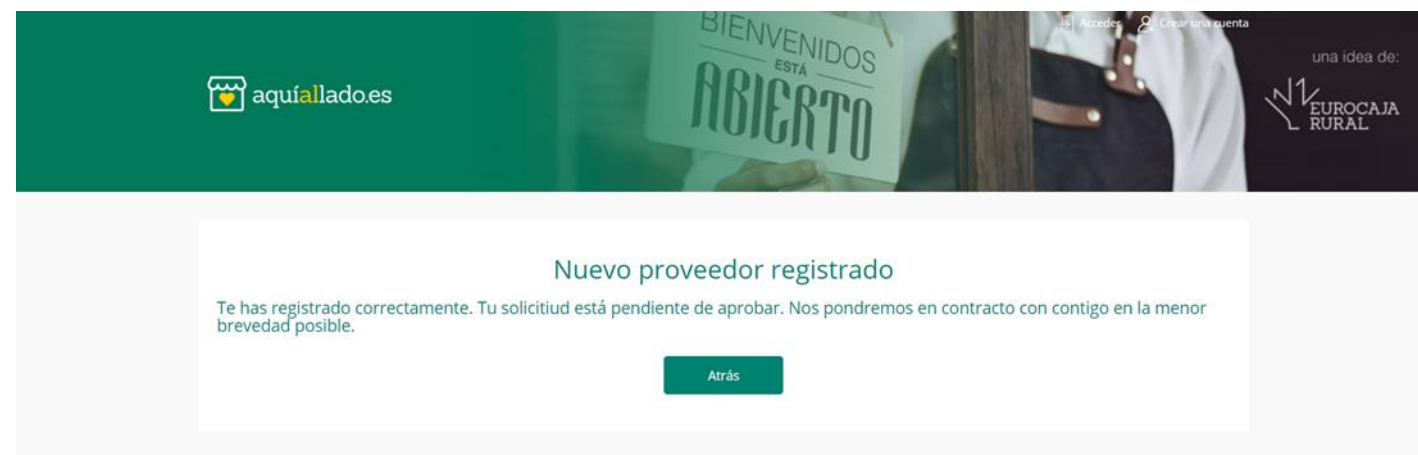 BIENVENIDOS
ESTÁ
ABIERTO
Acceder Crear una cuenta
una idea de:
aquíallado.es
EUROCAJA
RURAL
Nuevo proveedor registrado
Te has registrado correctamente. Tu solicitiud está pendiente de aprobar. Nos pondremos en contracto con contigo en la menor
brevedad posible.
Atrás